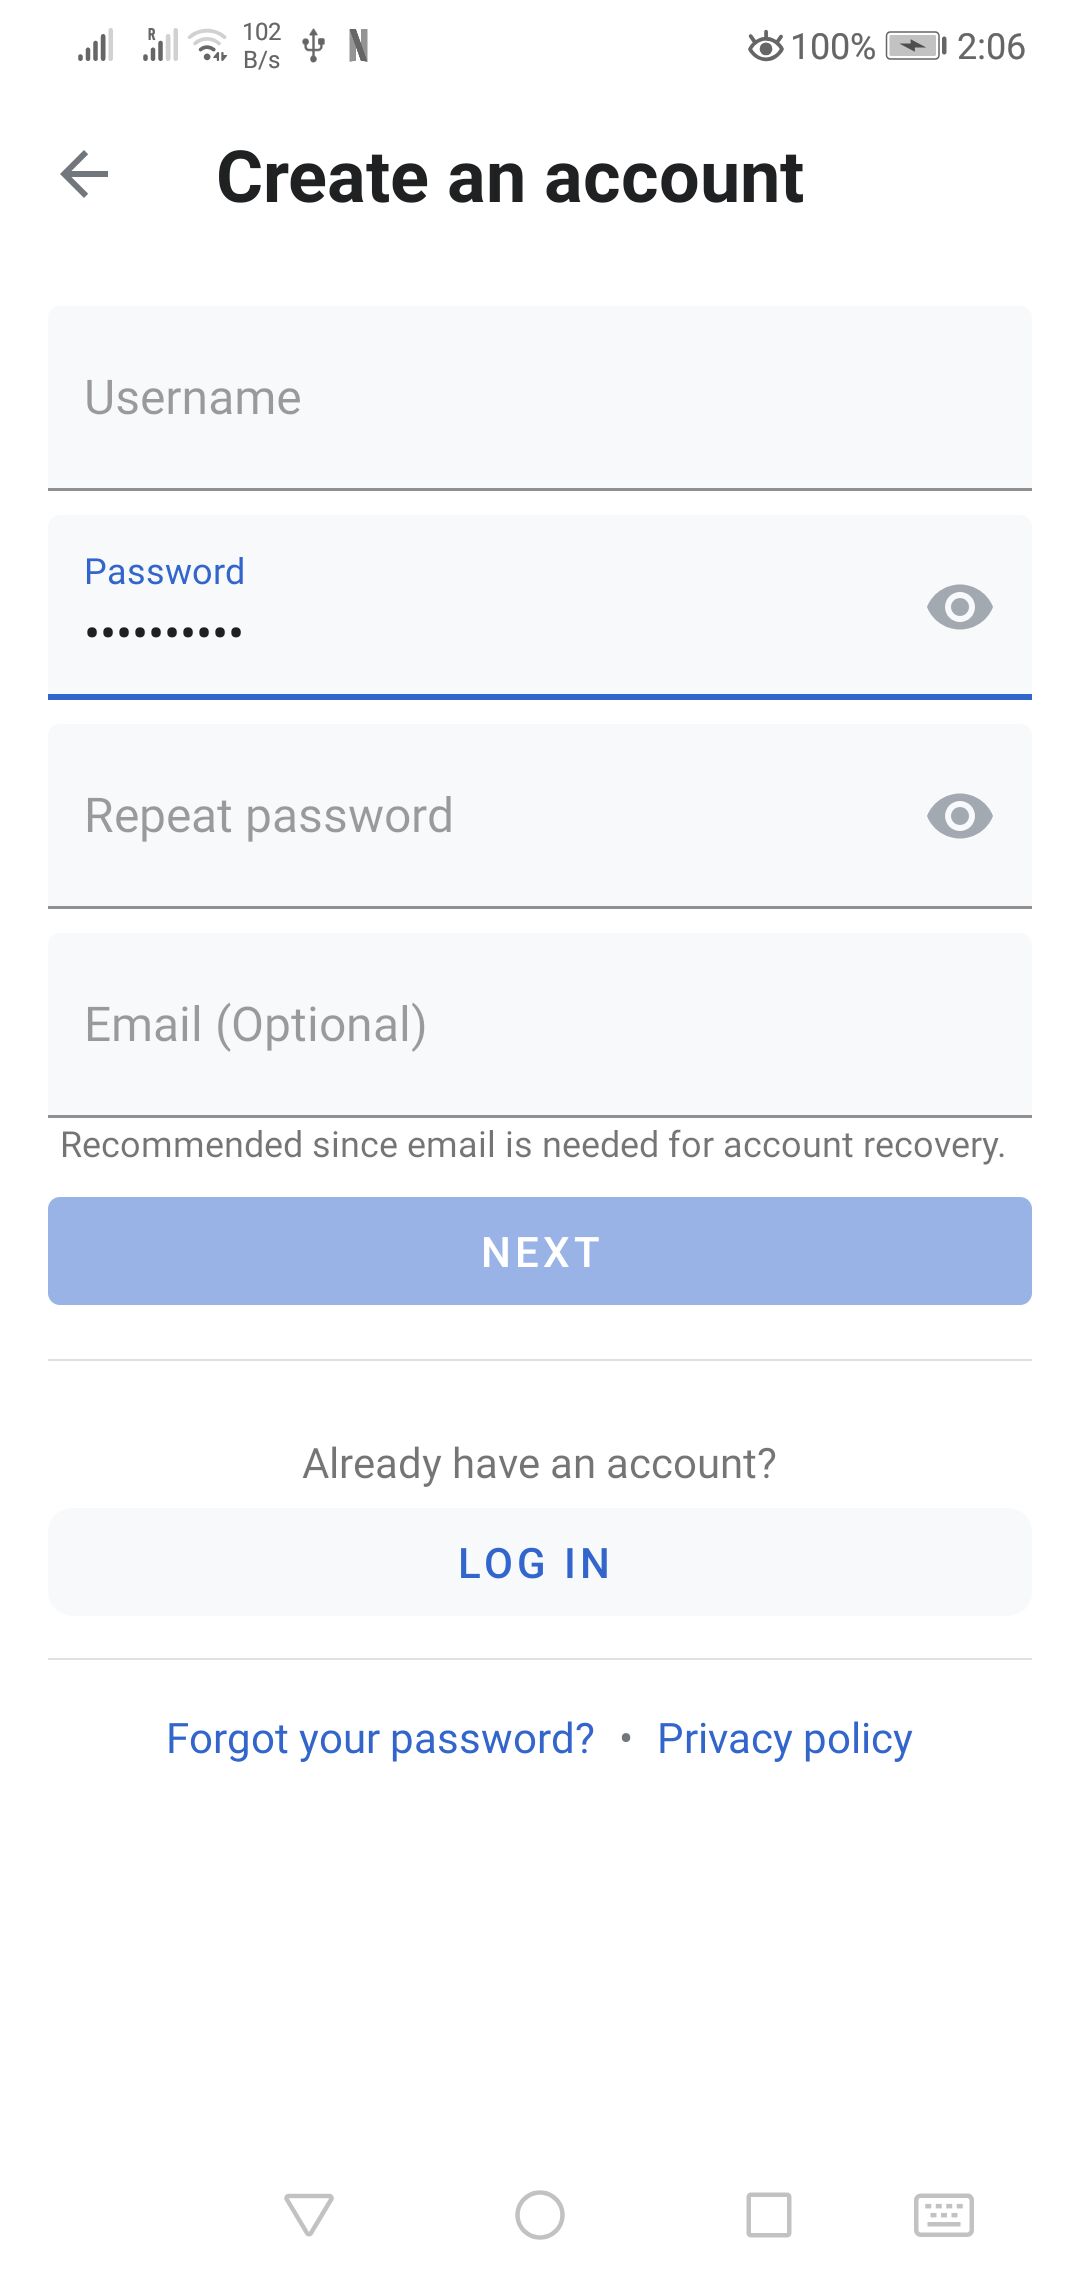 R
102
B/s
100%
2:06
Create an account
Username
Password
••••••••••
Repeat password
Email (Optional)
Recommended since email is needed for account recovery.
NEXT
Already have an account?
LOG IN
Forgot your password? • Privacy policy